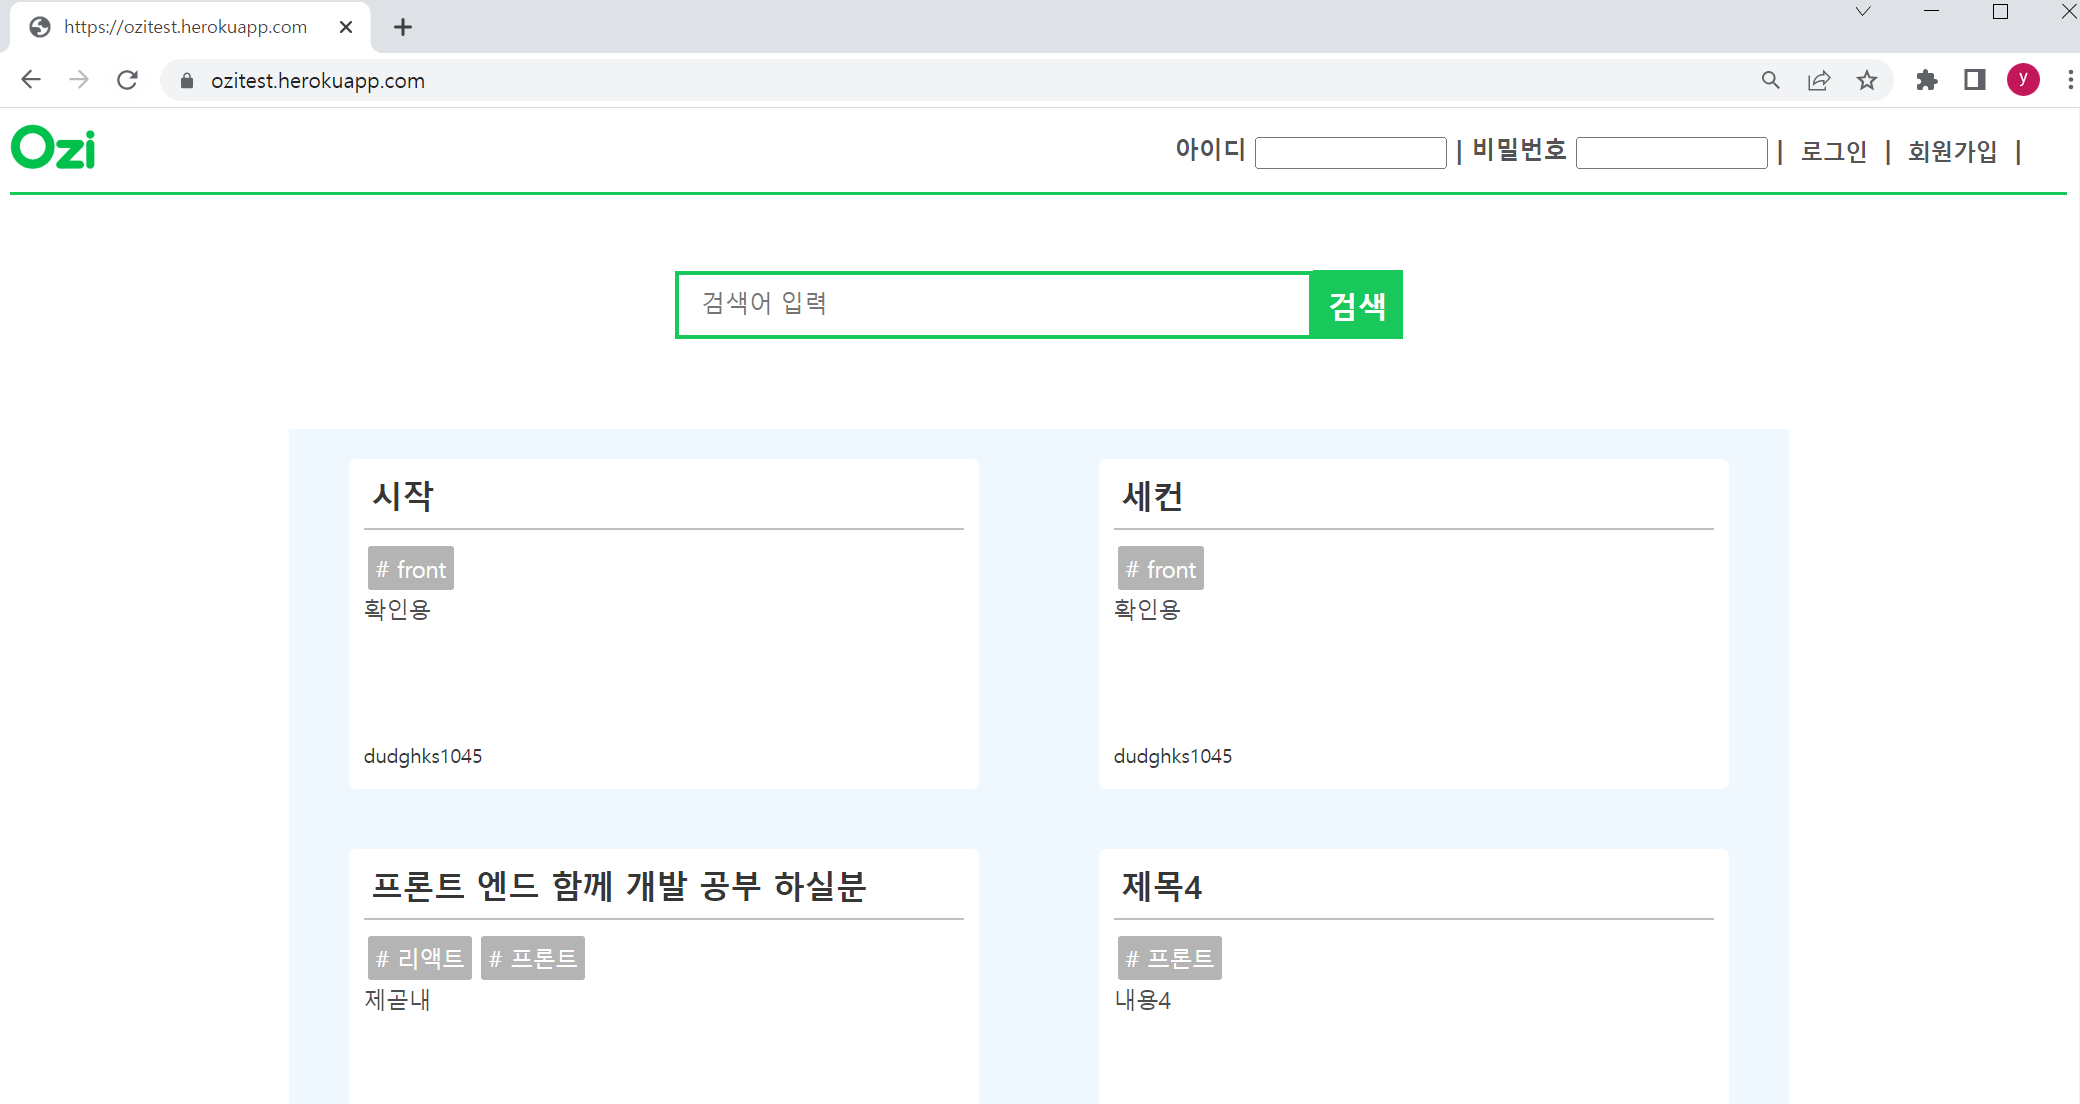 https://ozitest.herokuapp.com
ozitest.herokuapp.com
y
Ozi
아이디 | 비밀번호 | 로그인 | 회원가입 |
검색어 입력 검색
시작
# front
확인용
dudghks1045
세컨
# front
확인용
dudghks1045
프론트 엔드 함께 개발 공부 하실분
# 리액트 # 프론트
제곧내
제목4
# 프론트
내용4